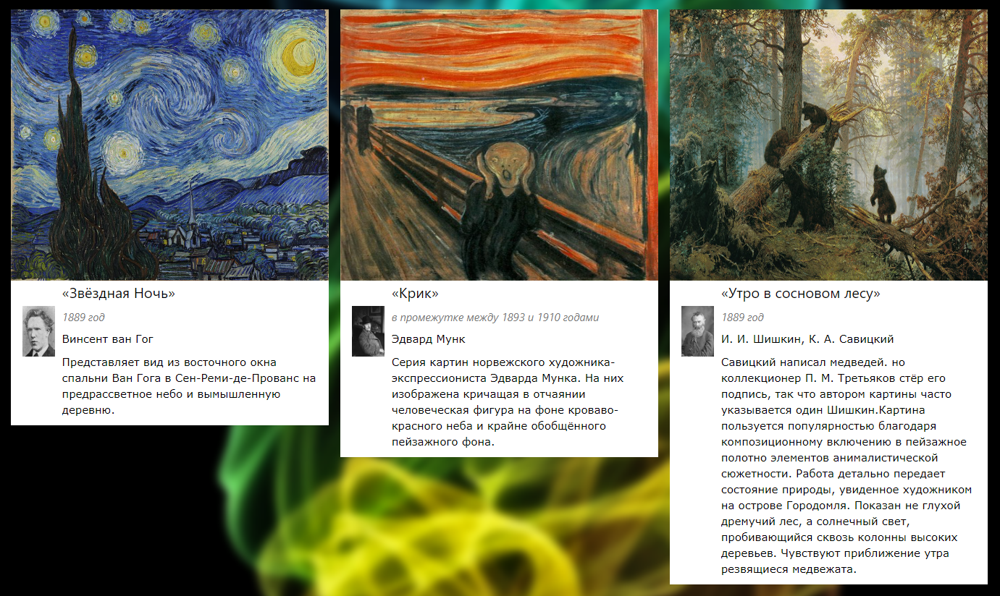 «Звёздная Ночь»
1889 год
Винсент ван Гог
Представляет вид из восточного окна
спальни Ван Гога в Сен-Реми-де-Прованс на
предрассветное небо и вымышленную
деревню.
«Крик»
в промежутке между 1893 и 1910 годами
Эдвард Мунк
Серия картин норвежского художника-
экспрессиониста Эдварда Мунка. На них
изображена кричащая в отчаянии
человеческая фигура на фоне кроваво-
красного неба и крайне обобщённого
пейзажного фона.
«Утро в сосновом лесу»
1889 год
И. И. Шишкин, К. А. Савицкий
Савицкий написал медведей. но
коллекционер П. М. Третьяков стёр его
подпись, так что автором картины часто
указывается один Шишкин.Картина
пользуется популярностью благодаря
композиционному включению в пейзажное
полотно элементов анималистической
сюжетности. Работа детально передает
состояние природы, увиденное художником
на острове Городомля. Показан не глухой
дремучий лес, а солнечный свет,
пробивающийся сквозь колонны высоких
деревьев. Чувствуют приближение утра
резвящиеся медвежата.